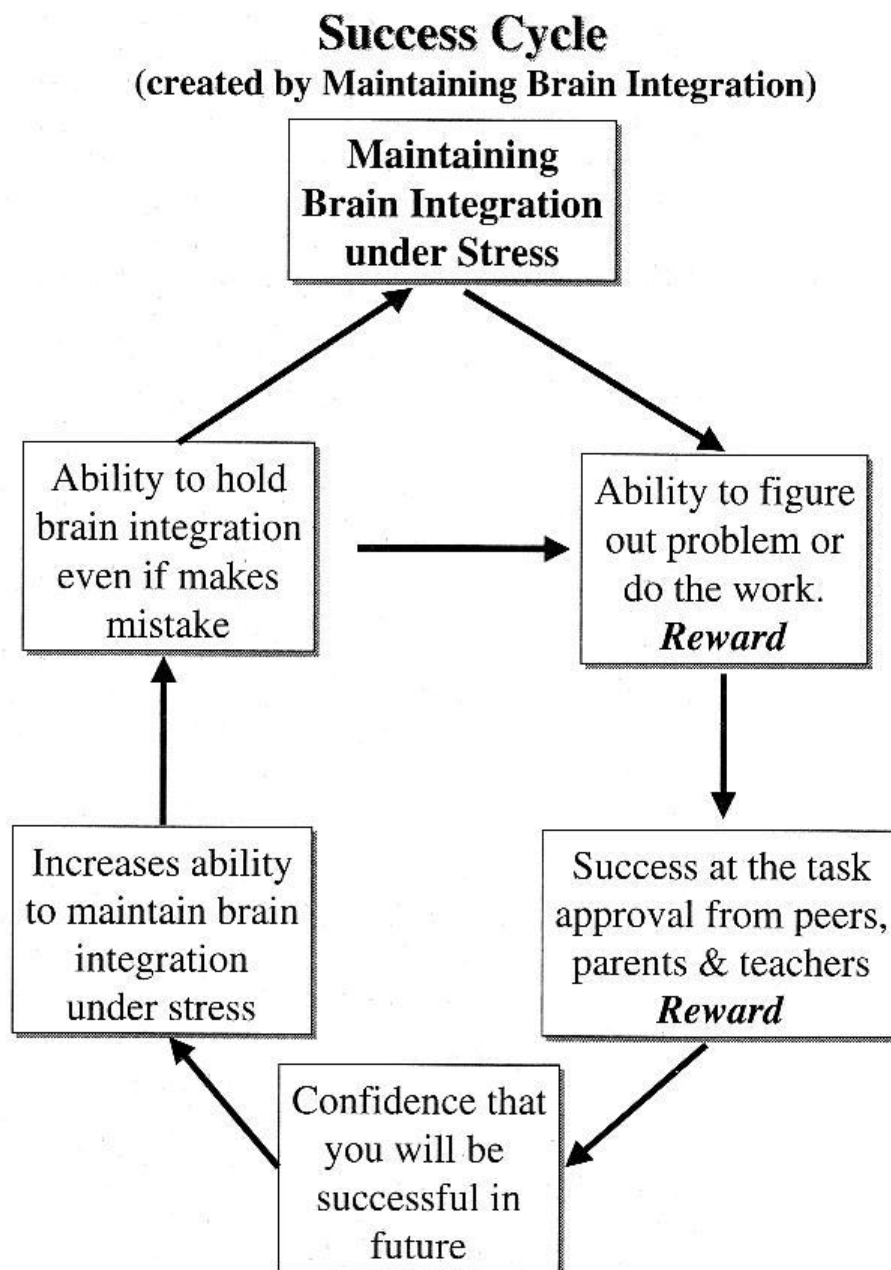 Success Cycle
(created by Maintaining Brain Integration)
Maintaining
Brain Integration
under Stress
Ability to hold
brain integration
even if makes
mistake
Ability to figure
out problem or
do the work.
Reward
Increases ability
to maintain brain
integration
under stress
Success at the task
approval from peers,
parents & teachers
Reward
Confidence that
you will be
successful in
future